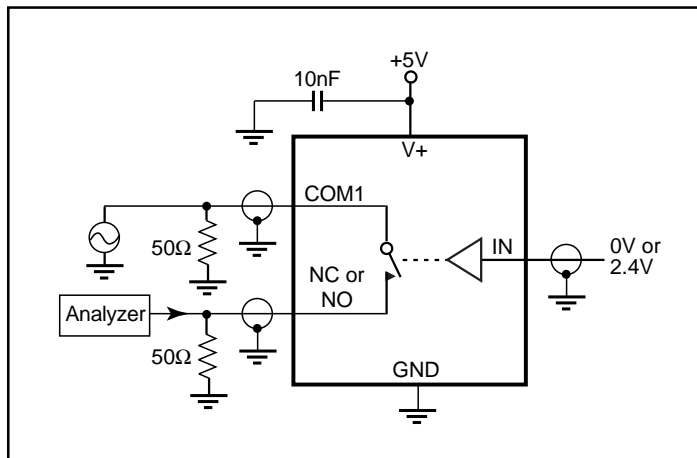 +5V
10nF
V+
COM1
50Ω
IN
0V or
2.4V
NC or
NO
Analyzer
50Ω
GND